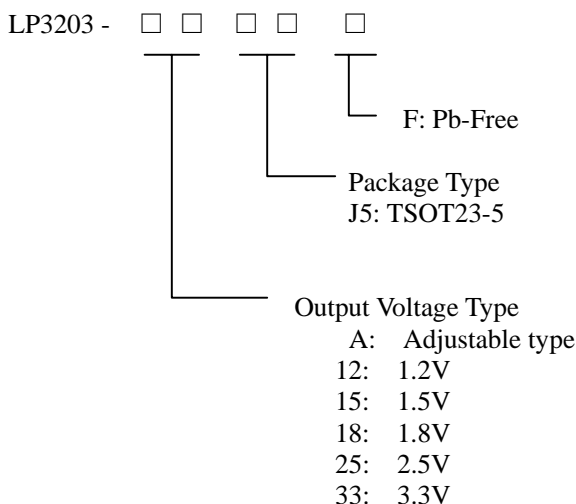 LP3203 - □ □ □ □ □
F: Pb-Free
Package Type
J5: TSOT23-5
Output Voltage Type
A: Adjustable type
12: 1.2V
15: 1.5V
18: 1.8V
25: 2.5V
33: 3.3V